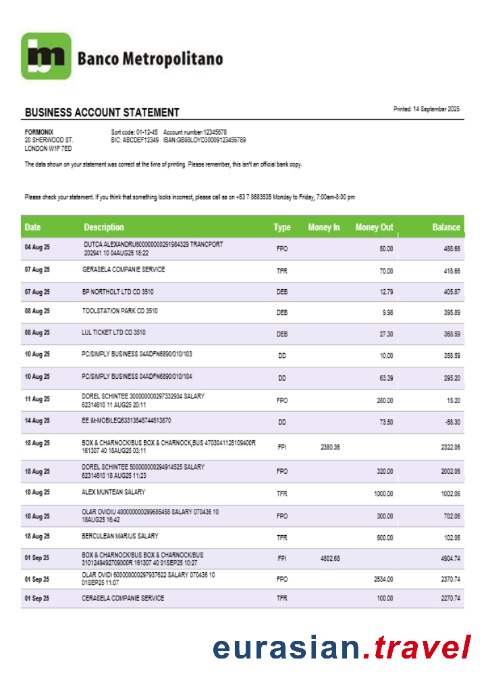 bm Banco Metropolitano
BUSINESS ACCOUNT STATEMENT
Printed: 14 September 2025
FORMONIX
20 SHERWOOD ST.
LONDON W1F 7ED
Sort code: 01-12-45 Account number:12345678
BIC: ABCDEF12349 IBAN:GB88LOYD30009123456789
The data shown on your statement was correct at the time of printing. Please remember, this isn't an official bank copy.
Please check your statement. If you think that something looks incorrect, please call as on +53 7 8683535 Monday to Friday, 7:00am-8:00 pm
Date Description Type Money In Money Out Balance
04 Aug 25 DUTCA ALEXANDRU600000000291584329 TRANCPORT FPO 50.00 488.66
202941 10 04AUG25 16:22
07 Aug 25 GERASELA COMPANIE SERVICE TFR 70.00 418.66
07 Aug 25 BP NORTHOLT LTD CD 3510 DEB 12.79 405.87
08 Aug 25 TOOLSTATION PARK CD 3510 DEB 9.98 395.89
08 Aug 25 LUL TICKET LTD CD 3510 DEB 27.30 368.59
10 Aug 25 PC/SIMPLY BUSINESS 04ADFN6890/010/103 DD 10.00 358.59
10 Aug 25 PC/SIMPLY BUSINESS 04ADFN6890/010/104 DD 63.39 295.20
11 Aug 25 DOREL SCHINTEE 300000000297332934 SALARY FPO 280.00 15.20
62314610 11 AUG25 20:11
14 Aug 25 EE &T-MOBILEQ63313545744513870 DD 73.50 -58.30
18 Aug 25 BOX & CHARNOCK/BUS BOX & CHARNOCK,BUS 4703041125109400R FPI 2380.36 2322.06
161307 40 18AUG25 03:11
18 Aug 25 DOREL SCHINTEE 500000000294914525 SALARY FPO 320.00 2002.06
62314610 18 AUG25 11:23
18 Aug 25 ALEX MUNTEAN SALARY TFR 1000.00 1002.06
18 Aug 25 OLAR OVIDIU 400000000299685458 SALARY 070436 10 FPO 300.00 702.06
18AUG25 16:42
18 Aug 25 BERCULEAN MARIUS SALARY TFR 600.00 102.06
01 Sep 25 BOX & CHARNOCK/BUS BOX & CHARNOCK/BUS FPI 4802.68 4904.74
3101249492709000R 161307 40 01SEP25 10:27
01 Sep 25 OLAR OVIDI 600000000297937622 SALARY 070436 10 FPO 2534.00 2370.74
01SEP25 11:07
01 Sep 25 CERASELA COMPANIE SERVICE TFR 100.00 2270.74
eurasian.travel